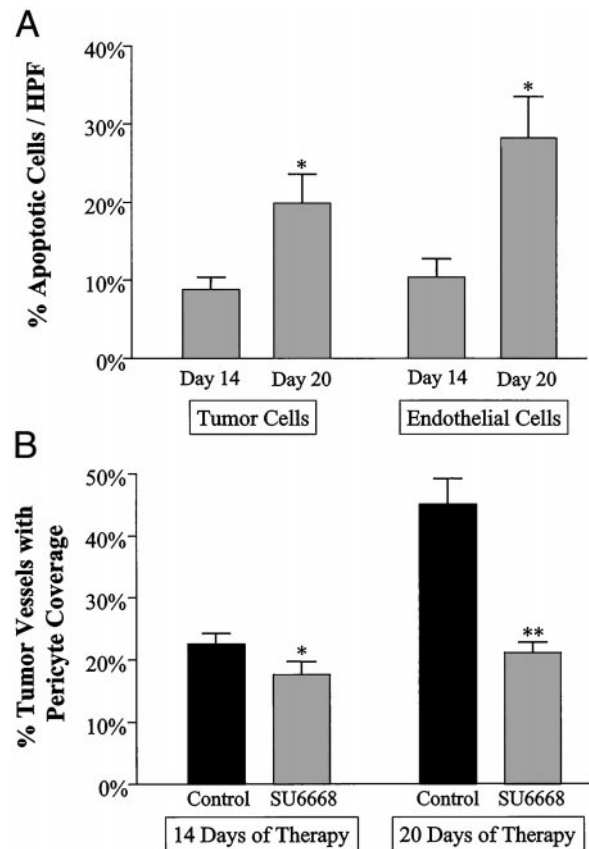 A
% Apoptotic Cells / HPF
40%
30%
20%
10%
0%
*
*
Day 14 Day 20 Day 14 Day 20
Tumor Cells Endothelial Cells
B
% Tumor Vessels with
Pericyte Coverage
50%
40%
30%
20%
10%
0%
*
**
Control SU6668 Control SU6668
14 Days of Therapy 20 Days of Therapy